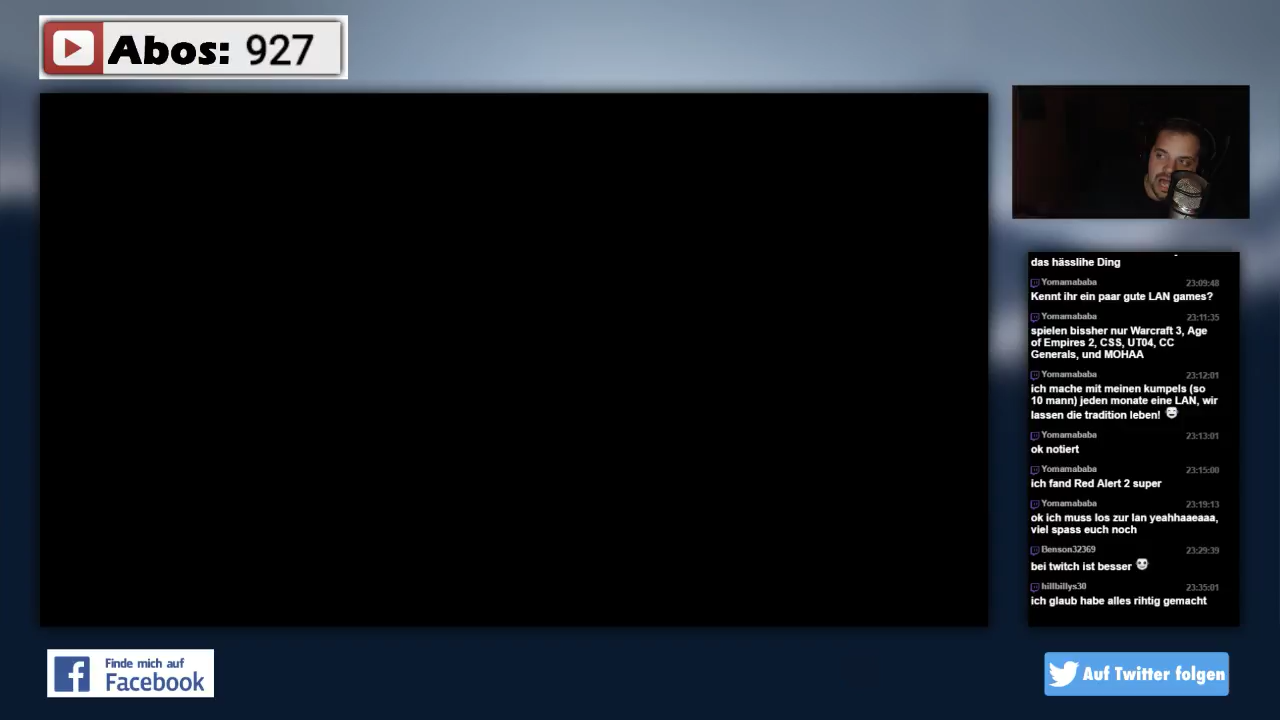 Abos: 927
das hässlihe Ding
Yomamababa 23:09:48
Kennt ihr ein paar gute LAN games?
Yomamababa 23:11:35
spielen bissher nur Warcraft 3, Age
of Empires 2, CSS, UT04, CC
Generals, und MOHAA
Yomamababa 23:12:01
ich mache mit meinen kumpels (so
10 mann) jeden monate eine LAN, wir
lassen die tradition leben!
Yomamababa 23:13:01
ok notiert
Yomamababa 23:15:00
ich fand Red Alert 2 super
Yomamababa 23:19:13
ok ich muss los zur lan yeahhaaeaaa,
viel spass euch noch
Benson32369 23:29:39
bei twitch ist besser
hillbillys30 23:35:01
ich glaub habe alles rihtig gemacht
Finde mich auf
Facebook
Auf Twitter folgen